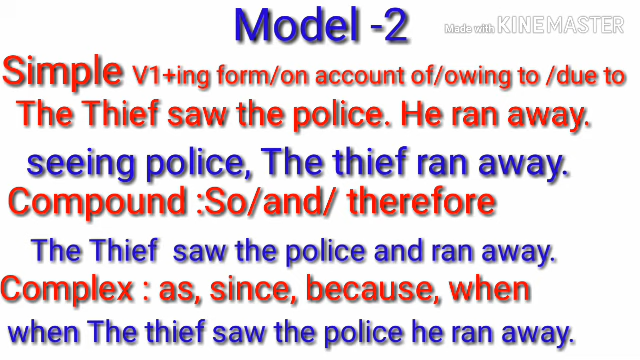 Model -2
Made with KINEMASTER
Simple V1+ing form/on account of/owing to /due to
The Thief saw the police. He ran away.
seeing police, The thief ran away.
Compound :So/and/ therefore
The Thief saw the police and ran away.
Complex : as, since, because, when
when The thief saw the police he ran away.